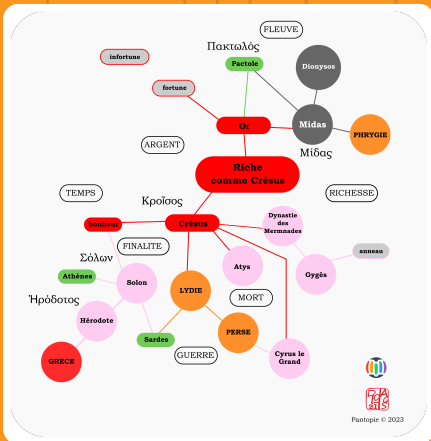 FLEUVE
Πακτωλός
infortune
Pactole
Dionysos
fortune
Or
Midas
PHRYGIE
ARGENT
Μίδας
Riche
comme Crésus
TEMPS
RICHESSE
Κροῖσος
Dynastie
des
Mermnades
bonheur
Crésus
FINALITE
anneau
Σόλων
Athènes
Solon
Atys
Gygès
Ἡρόδοτος
LYDIE
MORT
Hérodote
PERSE
Sardes
GUERRE
Cyrus le
Grand
GRECE
Pantopie © 2023